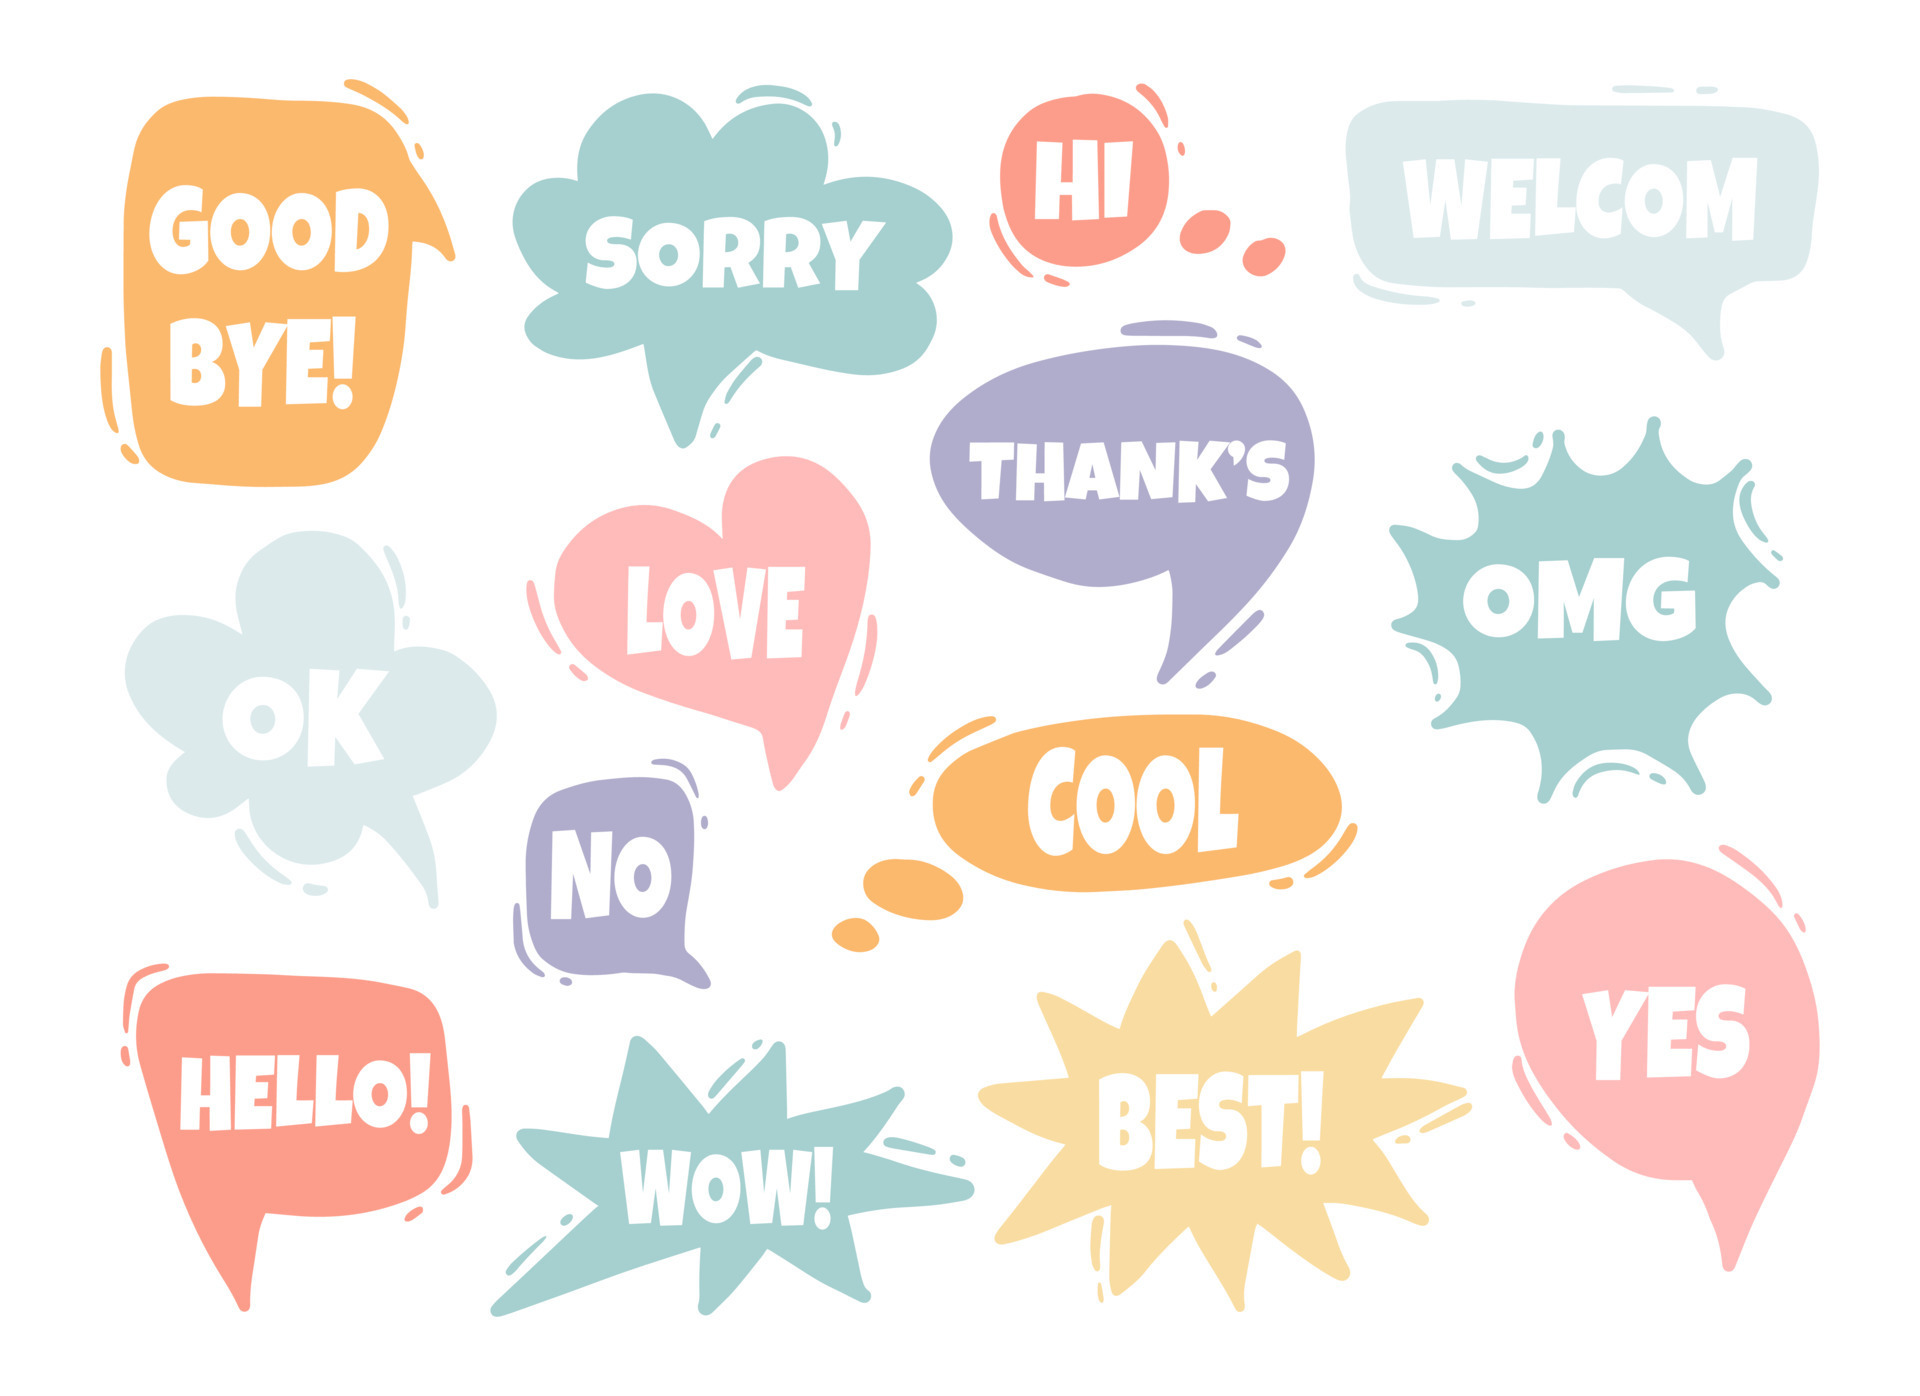 GOOD
BYE!
SORRY
HI
WELCOM
THANK'S
OMG
LOVE
OK
COOL
NO
YES
HELLO!
WOW!
BEST!